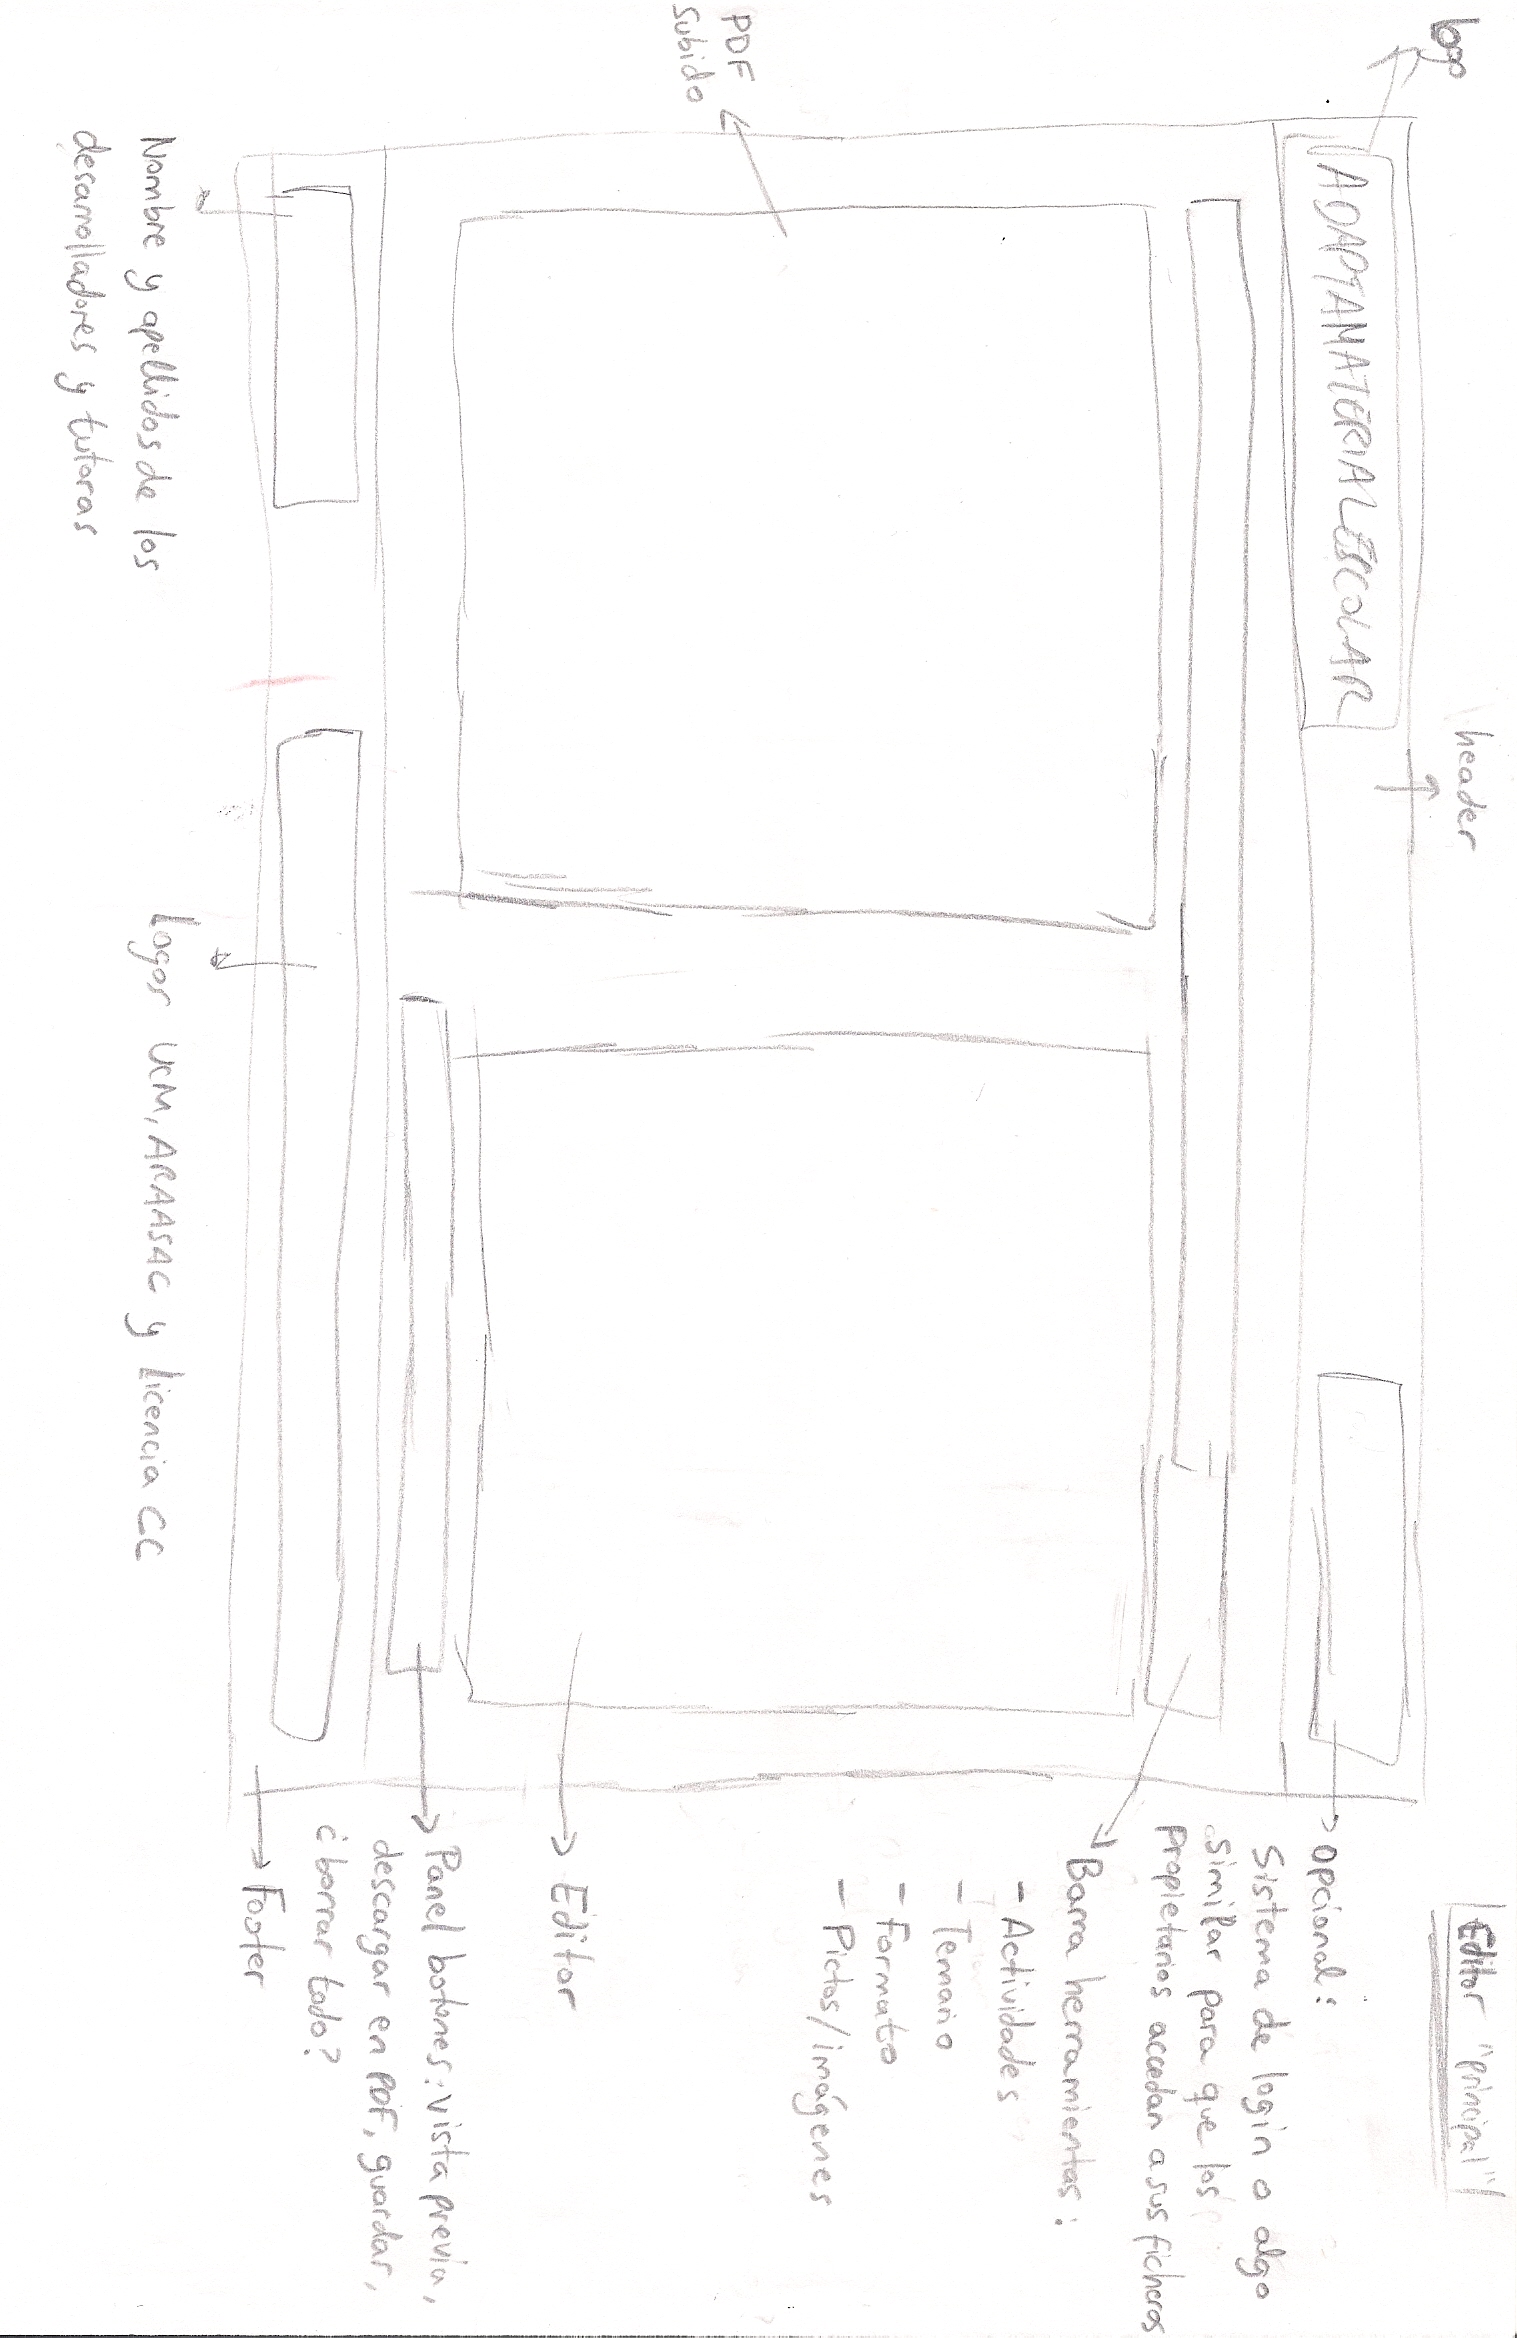 logo
header
Editor "principal"
ADAPTAMATERIALESCOLAR
Opcional:
Sistema de login o algo
similar para que los
propietarios accedan a sus ficheros
Barra herramientas:
- Actividades
- Temario
- Formato
- Pictos/imágenes
PDF
subido
Editor
Panel botones: vista previa,
descargar en PDF, guardar,
¿borrar todo?
Footer
Nombre y apellidos de los
desarrolladores y tutoras
Logos UCM, ARAASAC y licencia CC